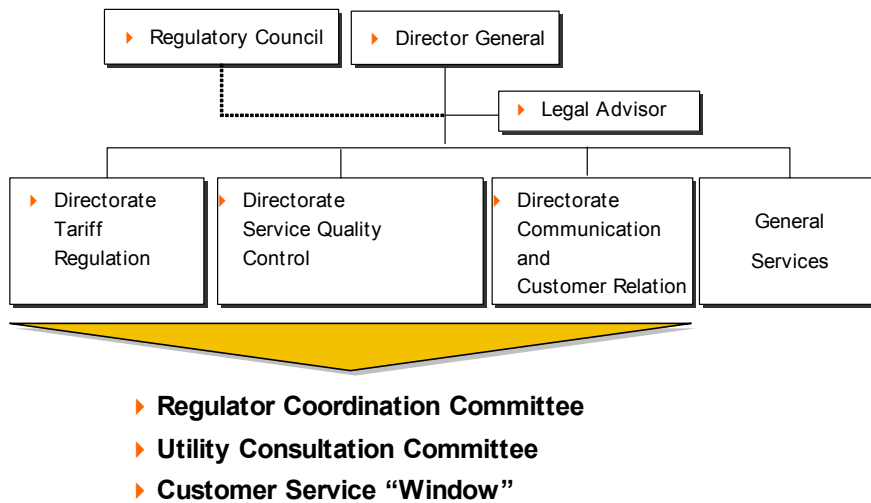 Regulatory Council
Director General
Legal Advisor
Directorate
Tariff
Regulation
Directorate
Service Quality
Control
Directorate
Communication
and
Customer Relation
General
Services
Regulator Coordination Committee
Utility Consultation Committee
Customer Service “Window”